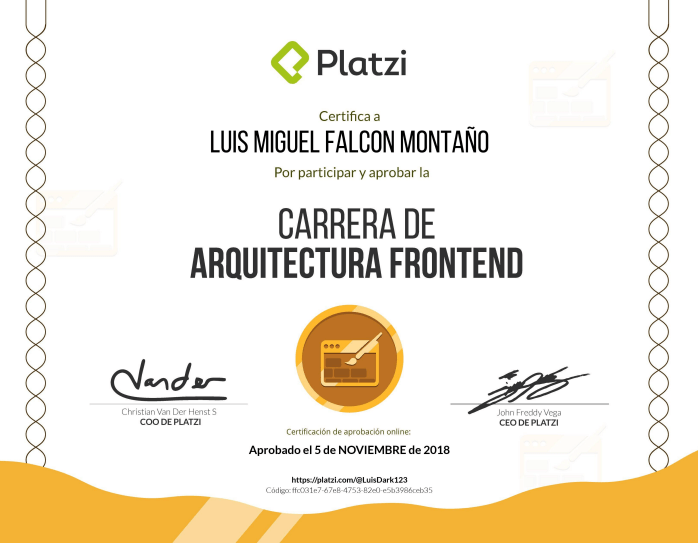 Platzi
Certifica a
LUIS MIGUEL FALCON MONTAÑO
Por participar y aprobar la
CARRERA DE
ARQUITECTURA FRONTEND
Vander
Christian Van Der Henst S
COO DE PLATZI
John Freddy Vega
CEO DE PLATZI
Certificación de aprobación online:
Aprobado el 5 de NOVIEMBRE de 2018
https://platzi.com/@LuisDark123
Código: ffc031e7-67e8-4753-82e0-e5b3986ceb35